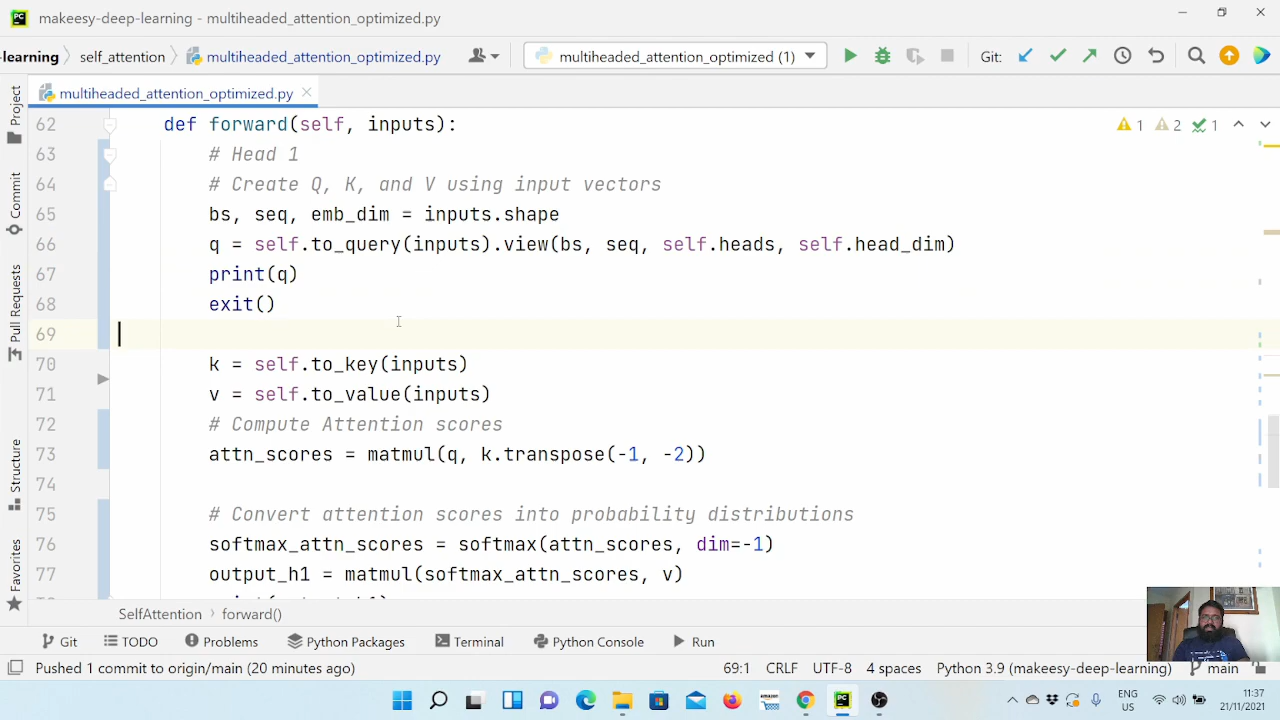 PC makeesy-deep-learning - multiheaded_attention_optimized.py
-learning self_attention multiheaded_attention_optimized.py multiheaded_attention_optimized (1) Git:
multiheaded_attention_optimized.py
Project
Commit
Pull Requests
Structure
Favorites
1 2 1
62 def forward(self, inputs):
63 # Head 1
64 # Create Q, K, and V using input vectors
65 bs, seq, emb_dim = inputs.shape
66 q = self.to_query(inputs).view(bs, seq, self.heads, self.head_dim)
67 print(q)
68 exit()
69
70 k = self.to_key(inputs)
71 v = self.to_value(inputs)
72 # Compute Attention scores
73 attn_scores = matmul(q, k.transpose(-1, -2))
74
75 # Convert attention scores into probability distributions
76 softmax_attn_scores = softmax(attn_scores, dim=-1)
77 output_h1 = matmul(softmax_attn_scores, v)
SelfAttention forward()
Git TODO Problems Python Packages Terminal Python Console Run
Pushed 1 commit to origin/main (20 minutes ago) 69:1 CRLF UTF-8 4 spaces Python 3.9 (makeesy-deep-learning) main
amazon
ENG
US
11:37
21/11/2021